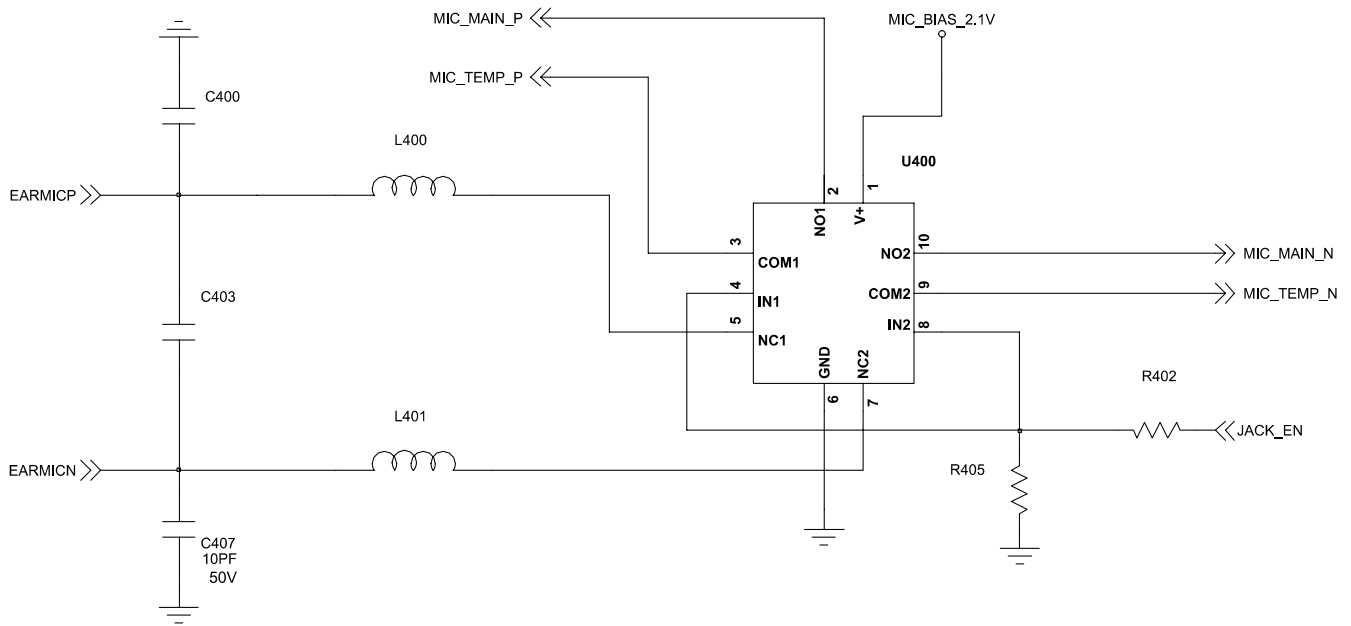 MIC_MAIN_P
MIC_BIAS_2.1V
MIC_TEMP_P
C400
L400
U400
EARMICP
2
1
NO1
V+
3
COM1
10
NO2
MIC_MAIN_N
4
IN1
9
COM2
MIC_TEMP_N
C403
5
NC1
8
IN2
GND
NC2
6
7
R402
L401
JACK_EN
EARMICN
R405
C407
10PF
50V